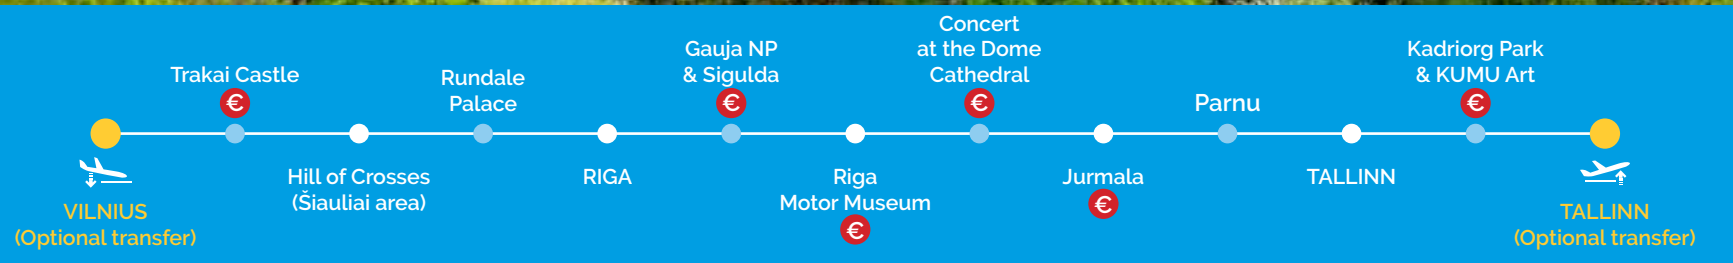 VILNIUS
(Optional transfer)
Trakai Castle
€
Hill of Crosses
(Šiauliai area)
Rundale
Palace
RIGA
Gauja NP
& Sigulda
€
Riga
Motor Museum
€
Concert
at the Dome
Cathedral
€
Jurmala
€
Parnu
TALLINN
Kadriorg Park
& KUMU Art
€
TALLINN
(Optional transfer)